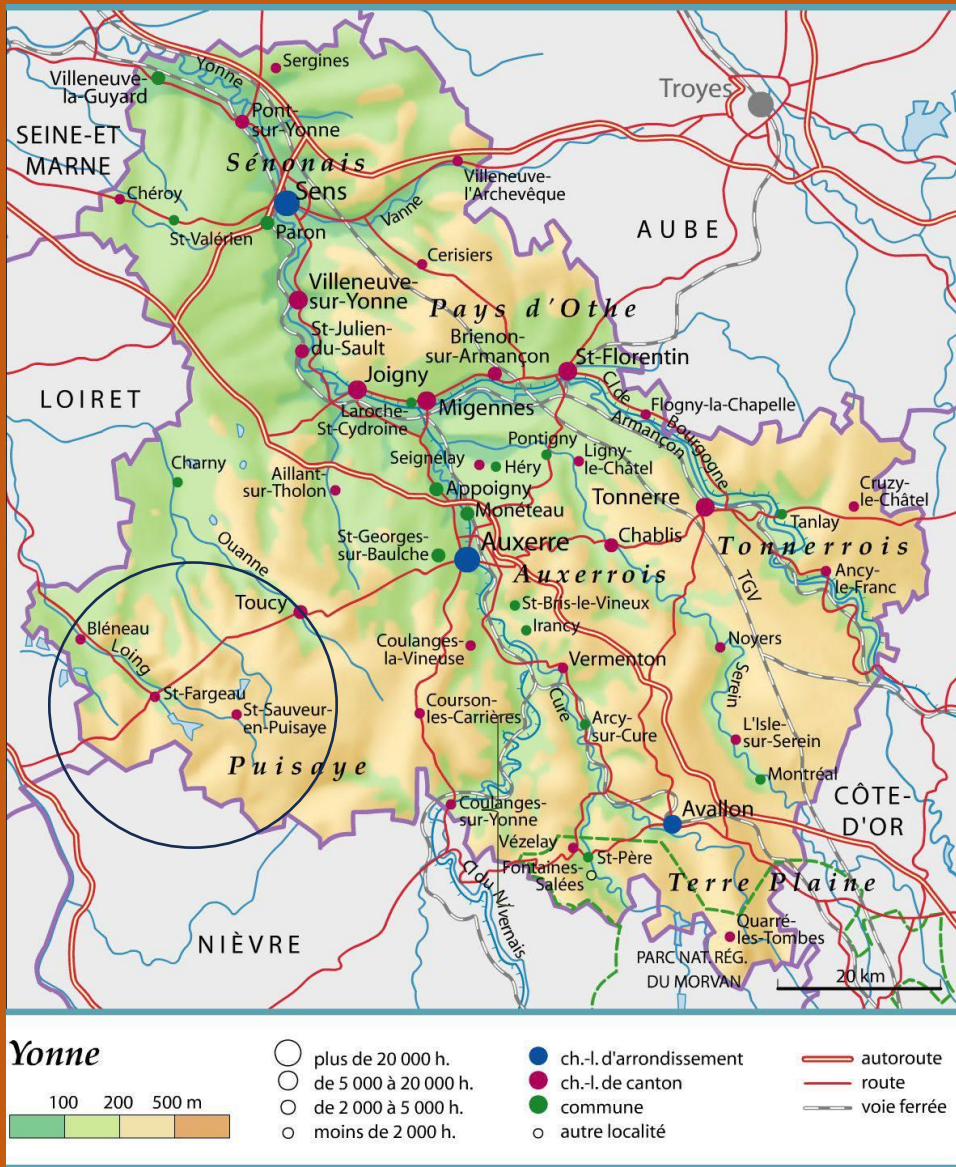 Yonne
Sergines
Villeneuve-
la-Guyard
Troyes
Pont-
sur-Yonne
SEINE-ET
MARNE
Sénonais
Villeneuve-
l'Archevêque
Chéroy
Sens
Vanne
St-Valérien
Paron
AUBE
Cerisiers
Villeneuve-
sur-Yonne
Pays d'Othe
St-Julien-
du-Sault
Brienon-
sur-Armançon
St-Florentin
Joigny
LOIRET
Cl de
Bourgogne
Flogny-la-Chapelle
Migennes
Laroche-
St-Cydroine
Armançon
Pontigny
Charny
Seignelay
Héry
Ligny-
le-Châtel
Aillant-
sur-Tholon
Appoigny
Tonnerre
Cruzy-
le-Châtel
Monéteau
Tanlay
Ouanne
St-Georges-
sur-Baulche
Auxerre
Chablis
Tonnerrois
Auxerrois
TGV
Ancy-
le-Franc
Toucy
St-Bris-le-Vineux
Bléneau
Irancy
Loing
Coulanges-
la-Vineuse
Noyers
Vermenton
St-Fargeau
St-Sauveur-
en-Puisaye
Courson-
les-Carrières
Cure
Serein
Arcy-
sur-Cure
L'Isle-
sur-Serein
Puisaye
Montréal
CÔTE-
D'OR
Coulanges-
sur-Yonne
Avallon
Vézelay
St-Père
Fontaines-
Salées
Terre Plaine
Cl du Nivernais
NIÈVRE
Quarré-
les-Tombes
PARC NAT. RÉG.
DU MORVAN
20 km
Yonne
100 200 500 m
plus de 20 000 h.
de 5 000 à 20 000 h.
de 2 000 à 5 000 h.
moins de 2 000 h.
ch.-l. d'arrondissement
ch.-l. de canton
commune
autre localité
autoroute
route
voie ferrée